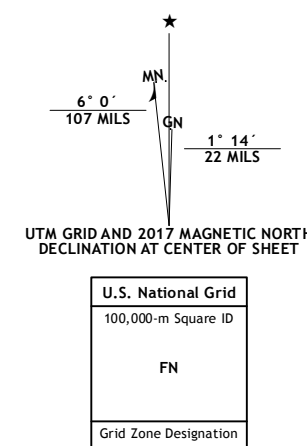 ★
MN
6° 0´
107 MILS
GN
1° 14´
22 MILS
UTM GRID AND 2017 MAGNETIC NORTH
DECLINATION AT CENTER OF SHEET
U.S. National Grid
100,000-m Square ID
FN
Grid Zone Designation